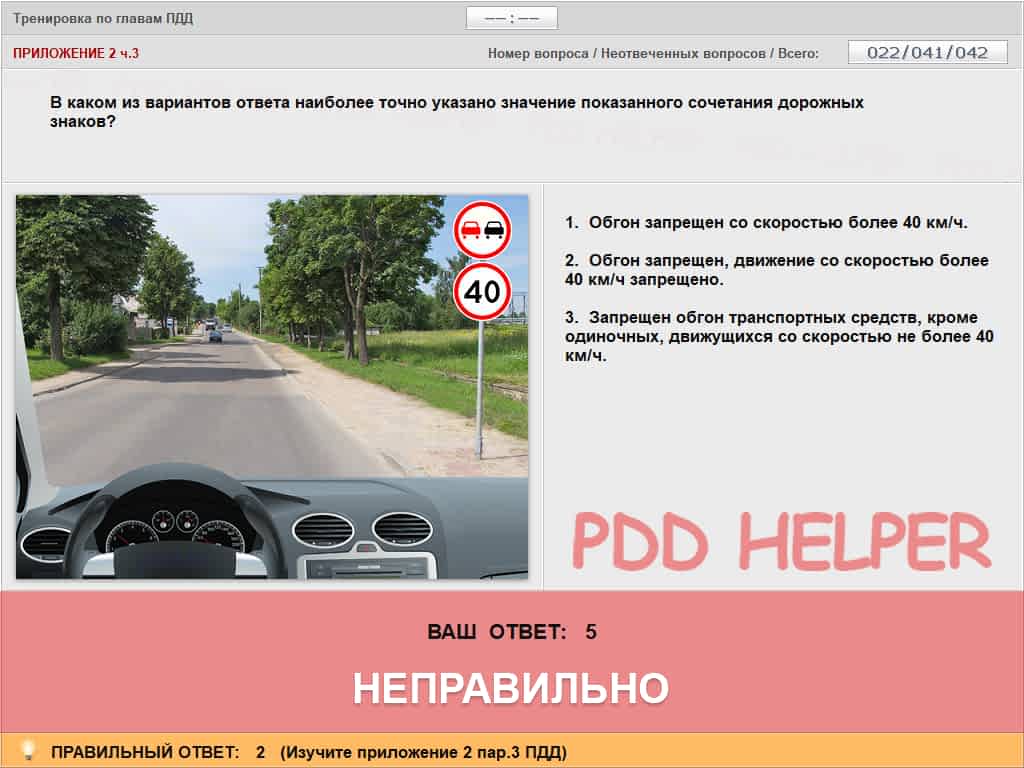 Тренировка по главам ПДД
–– : ––
ПРИЛОЖЕНИЕ 2 ч.3
Номер вопроса / Неотвеченных вопросов / Всего:
022/041/042
В каком из вариантов ответа наиболее точно указано значение показанного сочетания дорожных
знаков?
40
1. Обгон запрещен со скоростью более 40 км/ч.
2. Обгон запрещен, движение со скоростью более
40 км/ч запрещено.
3. Запрещен обгон транспортных средств, кроме
одиночных, движущихся со скоростью не более 40
км/ч.
PDD HELPER
ВАШ ОТВЕТ: 5
НЕПРАВИЛЬНО
ПРАВИЛЬНЫЙ ОТВЕТ: 2 (Изучите приложение 2 пар.3 ПДД)